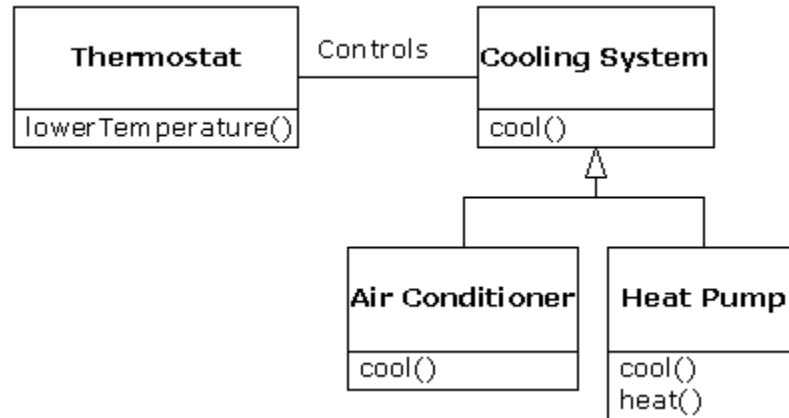 Thermostat
Controls
Cooling System
lowerTemperature()
cool()
Air Conditioner
Heat Pump
cool()
cool()
heat()